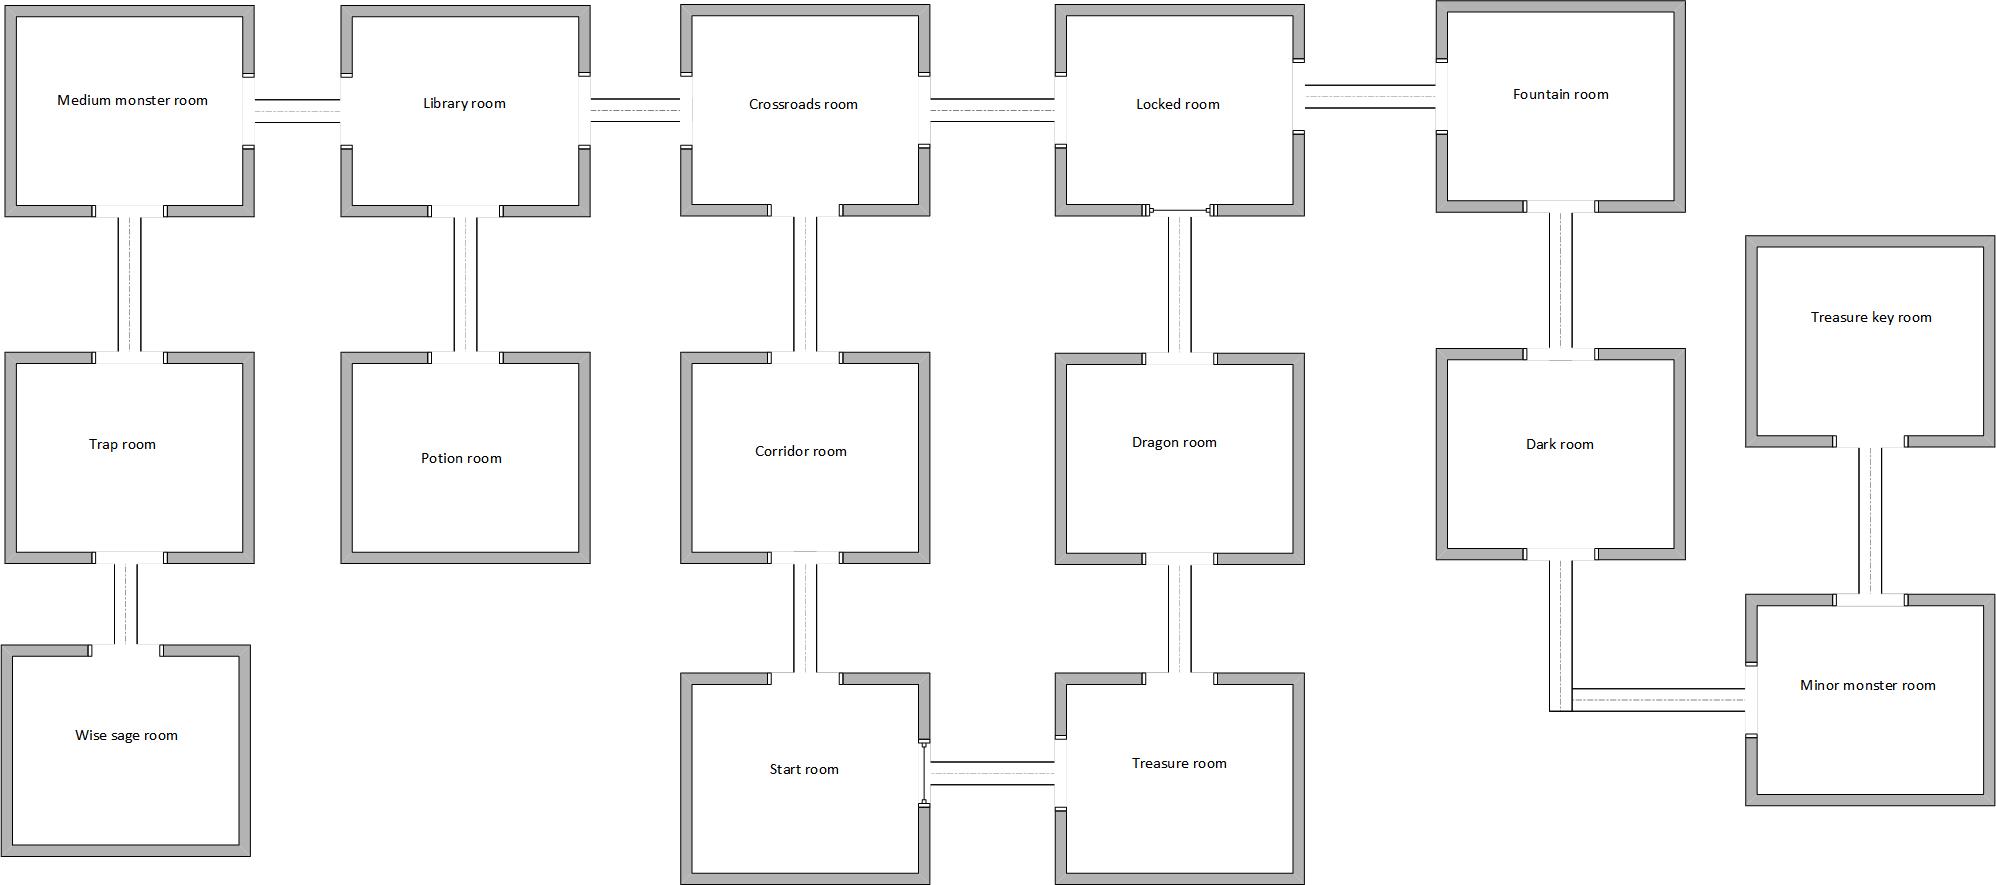 Medium monster room
Library room
Crossroads room
Locked room
Fountain room
Treasure key room
Trap room
Potion room
Corridor room
Dragon room
Dark room
Wise sage room
Start room
Treasure room
Minor monster room